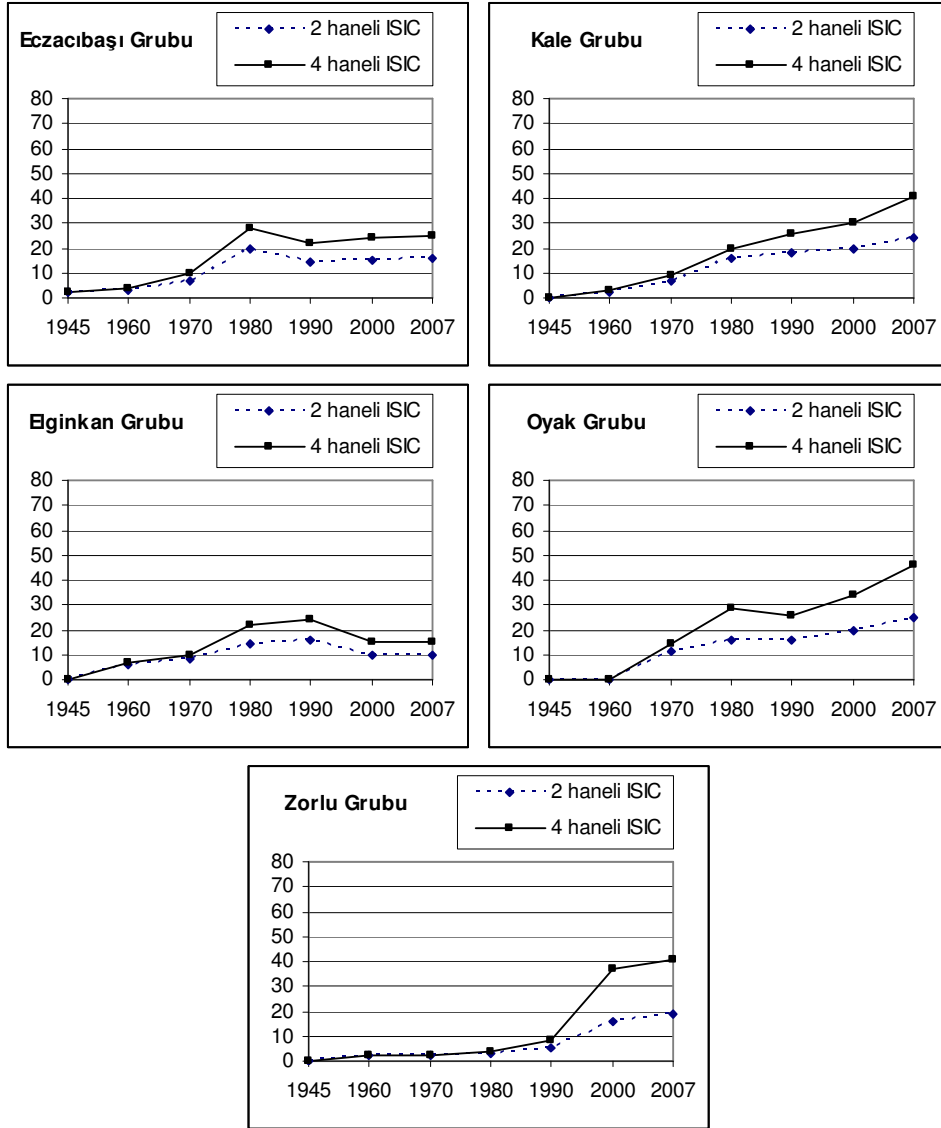 Eczacıbaşı Grubu
2 haneli ISIC
4 haneli ISIC
80
70
60
50
40
30
20
10
0
1945 1960 1970 1980 1990 2000 2007
Kale Grubu
2 haneli ISIC
4 haneli ISIC
80
70
60
50
40
30
20
10
0
1945 1960 1970 1980 1990 2000 2007
Elginkan Grubu
2 haneli ISIC
4 haneli ISIC
80
70
60
50
40
30
20
10
0
1945 1960 1970 1980 1990 2000 2007
Oyak Grubu
2 haneli ISIC
4 haneli ISIC
80
70
60
50
40
30
20
10
0
1945 1960 1970 1980 1990 2000 2007
Zorlu Grubu
2 haneli ISIC
4 haneli ISIC
80
70
60
50
40
30
20
10
0
1945 1960 1970 1980 1990 2000 2007